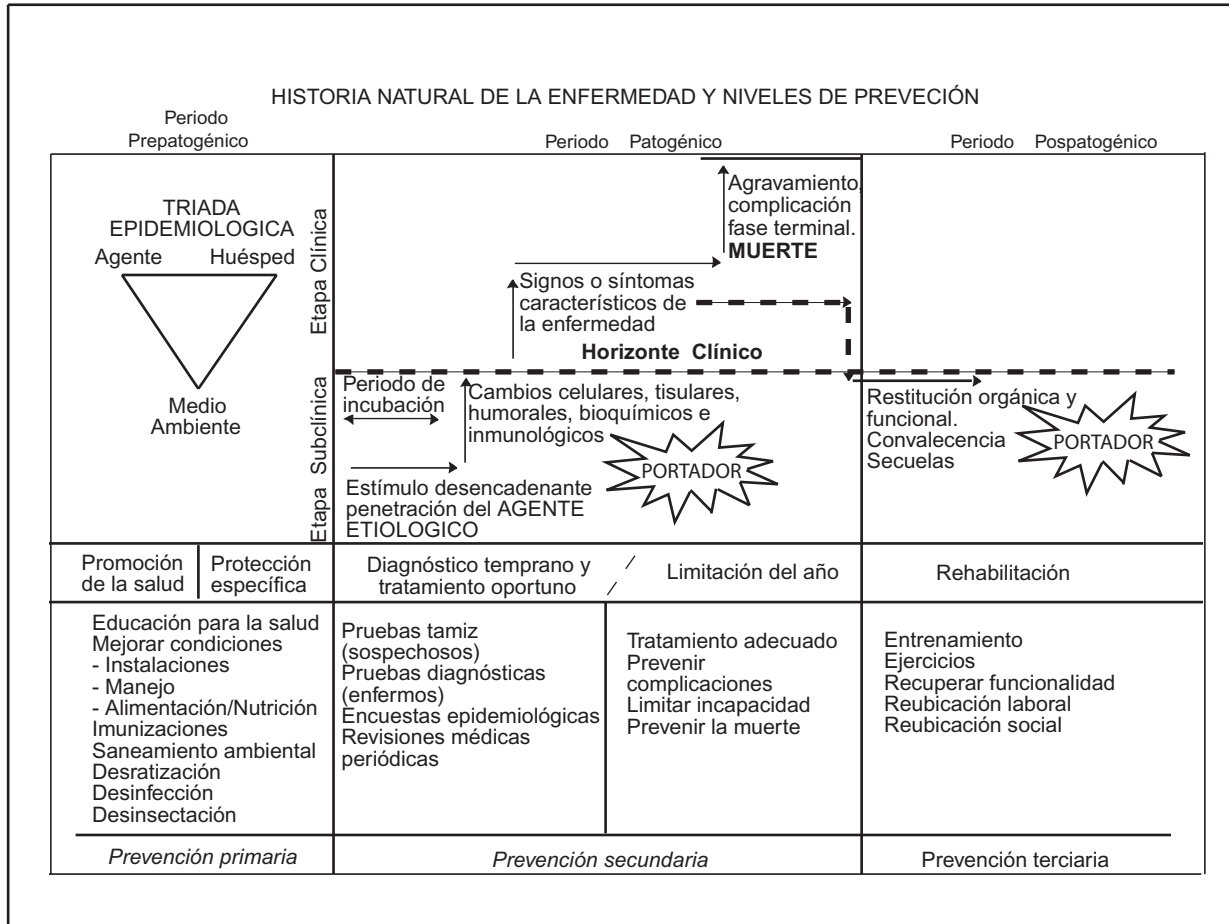 HISTORIA NATURAL DE LA ENFERMEDAD Y NIVELES DE PREVECIÓN
Periodo
Prepatogénico
Periodo Patogénico
Periodo Pospatogénico
TRIADA
EPIDEMIOLOGICA
Agente Huésped
Medio
Ambiente
Etapa Clínica
Etapa Subclínica
Agravamiento,
complicación
fase terminal.
MUERTE
Signos o síntomas
característicos de
la enfermedad
Horizonte Clínico
Periodo de
incubación
Cambios celulares, tisulares,
humorales, bioquímicos e
inmunológicos
PORTADOR
Estímulo desencadenante
penetración del AGENTE
ETIOLOGICO
Restitución orgánica y
funcional.
Convalecencia
Secuelas
PORTADOR
Promoción
de la salud
Protección
específica
Diagnóstico temprano y
tratamiento oportuno
/
/
Limitación del año
Rehabilitación
Educación para la salud
Mejorar condiciones
- Instalaciones
- Manejo
- Alimentación/Nutrición
Imunizaciones
Saneamiento ambiental
Desratización
Desinfección
Desinsectación
Pruebas tamiz
(sospechosos)
Pruebas diagnósticas
(enfermos)
Encuestas epidemiológicas
Revisiones médicas
periódicas
Tratamiento adecuado
Prevenir
complicaciones
Limitar incapacidad
Prevenir la muerte
Entrenamiento
Ejercicios
Recuperar funcionalidad
Reubicación laboral
Reubicación social
Prevención primaria
Prevención secundaria
Prevención terciaria